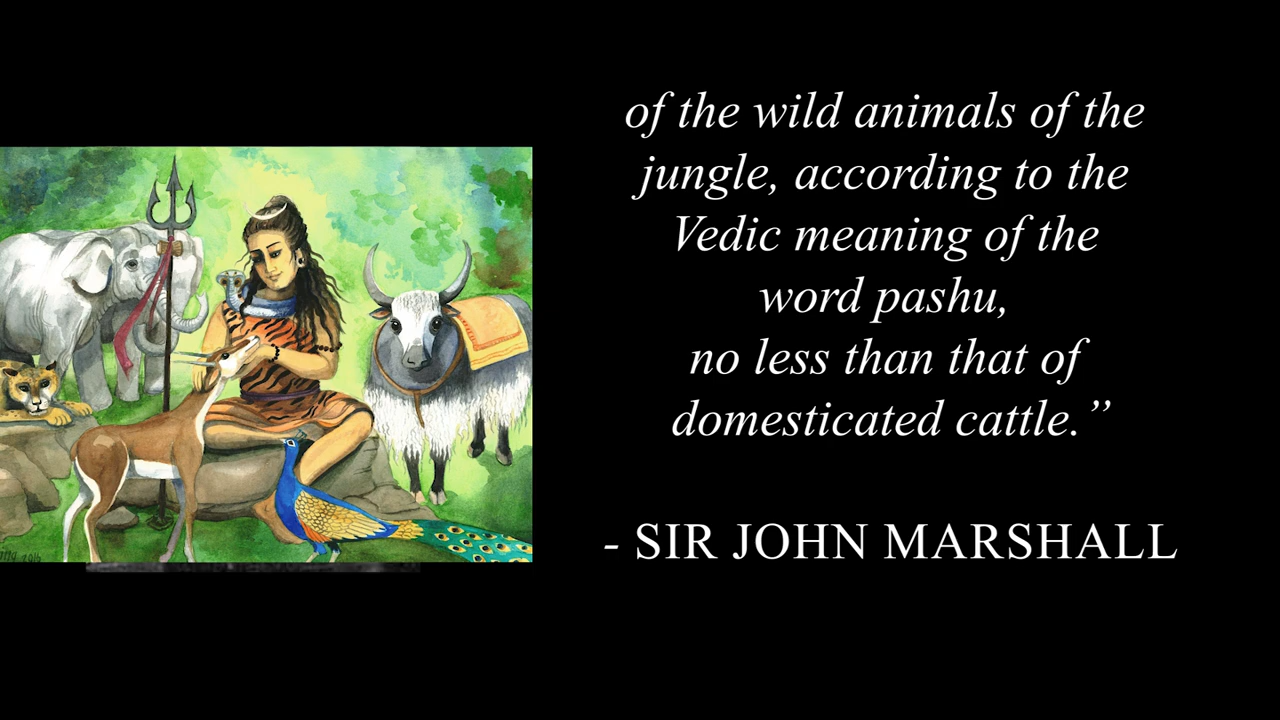 of the wild animals of the
jungle, according to the
Vedic meaning of the
word pashu,
no less than that of
domesticated cattle.”
- SIR JOHN MARSHALL